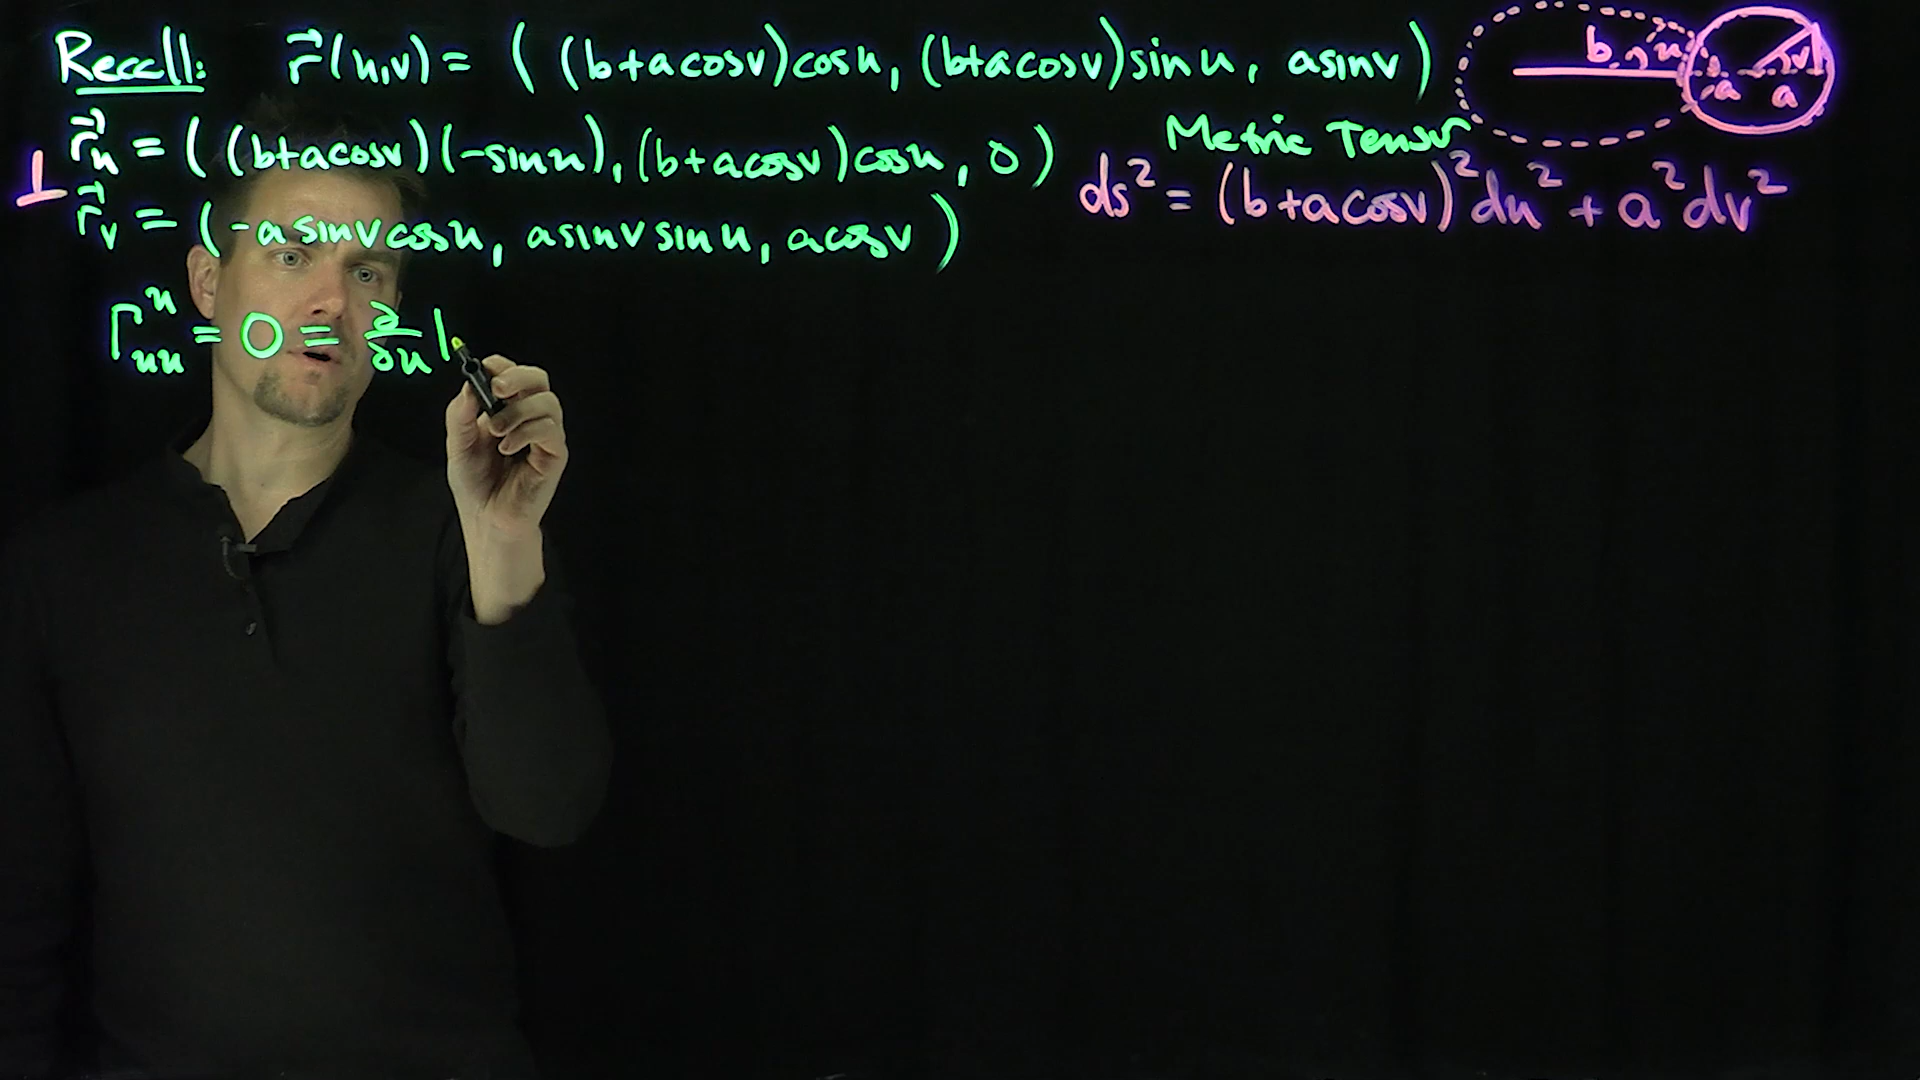 Recall: r⃗(u,v) = ( (b+acosv)cosu, (b+acosv)sinu, asinv )
⊥ r⃗ᵤ = ( (b+acosv)(-sinu), (b+acosv)cosu, 0 )
r⃗ᵥ = ( -asinvcosu, asinvsinu, acosv )
Γᵘᵤᵤ = 0 = ∂/∂u |
Metric Tensor
ds² = (b+acosv)²du² + a²dv²
b u v
a a